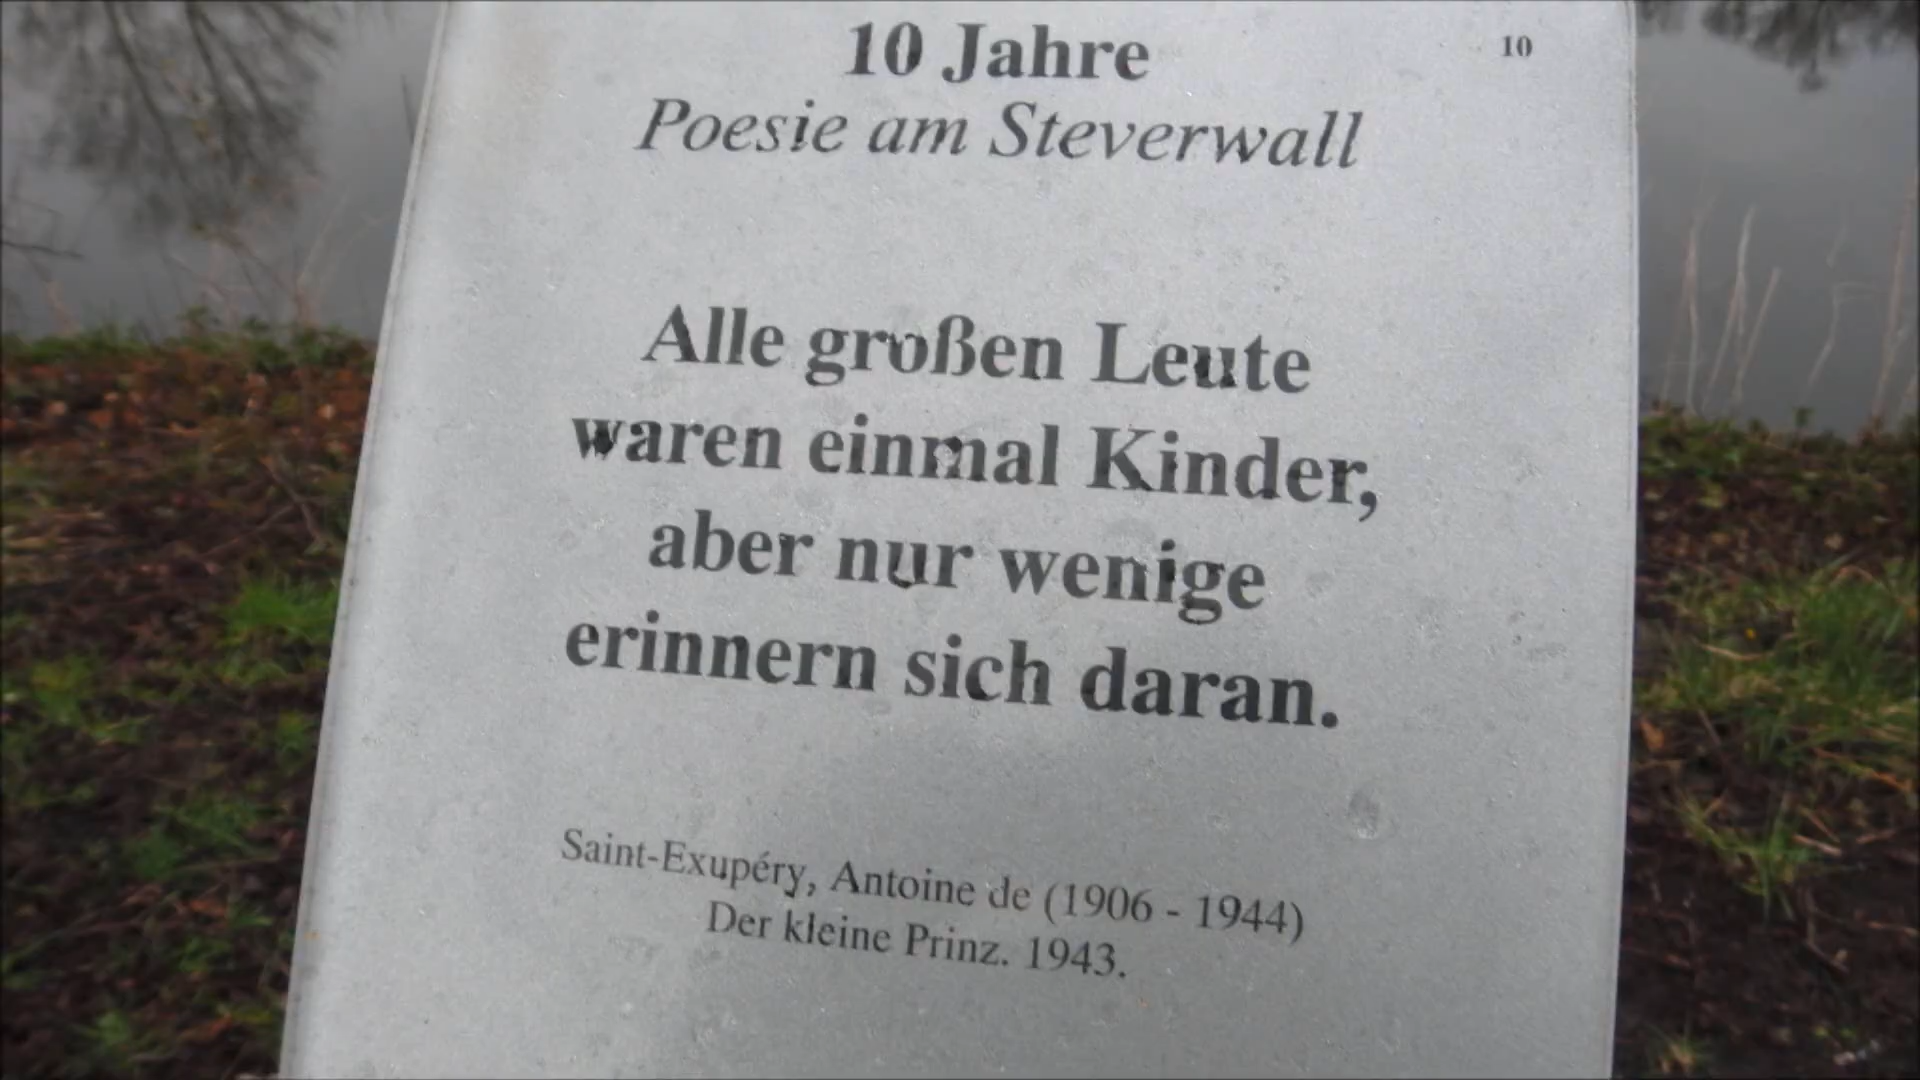 10 Jahre
10
Poesie am Steverwall
Alle großen Leute
waren einmal Kinder,
aber nur wenige
erinnern sich daran.
Saint-Exupéry, Antoine de (1906 - 1944)
Der kleine Prinz. 1943.